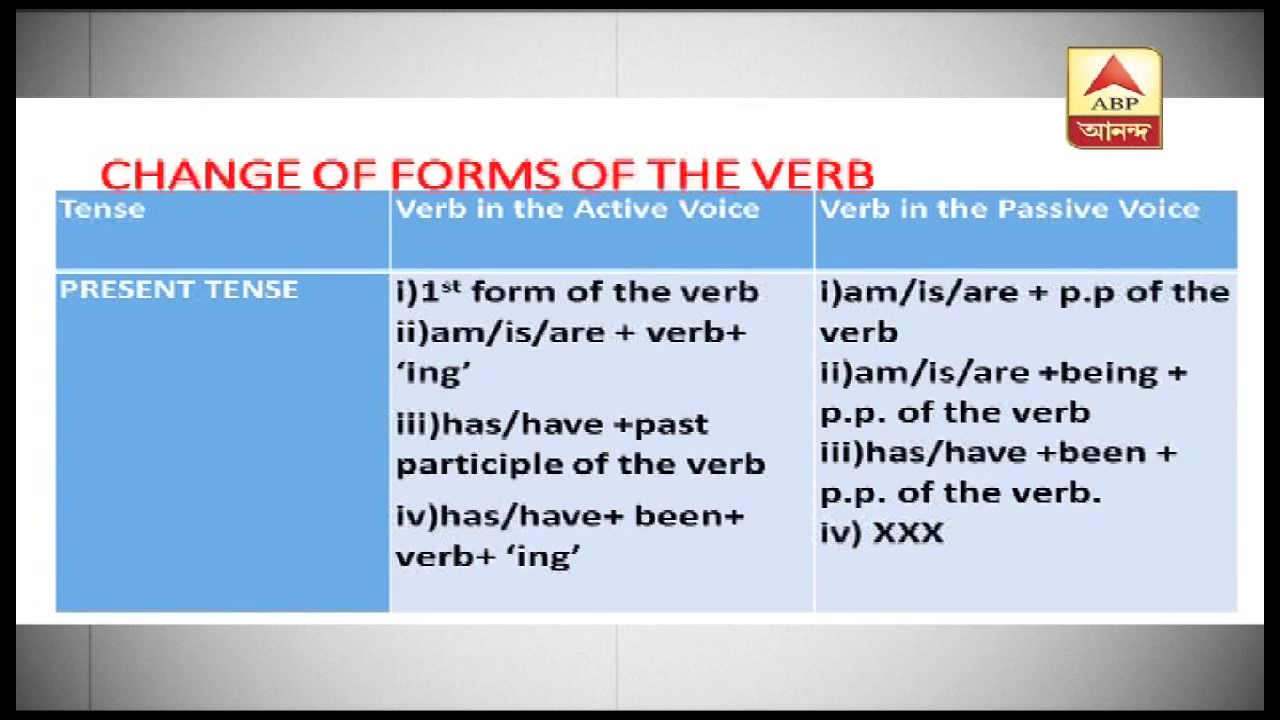 ABP
আনন্দ
CHANGE OF FORMS OF THE VERB
Tense
Verb in the Active Voice
Verb in the Passive Voice
PRESENT TENSE
i)1st form of the verb
ii)am/is/are + verb+
‘ing’
iii)has/have +past
participle of the verb
iv)has/have+ been+
verb+ ‘ing’
i)am/is/are + p.p of the
verb
ii)am/is/are +being +
p.p. of the verb
iii)has/have +been +
p.p. of the verb.
iv) XXX